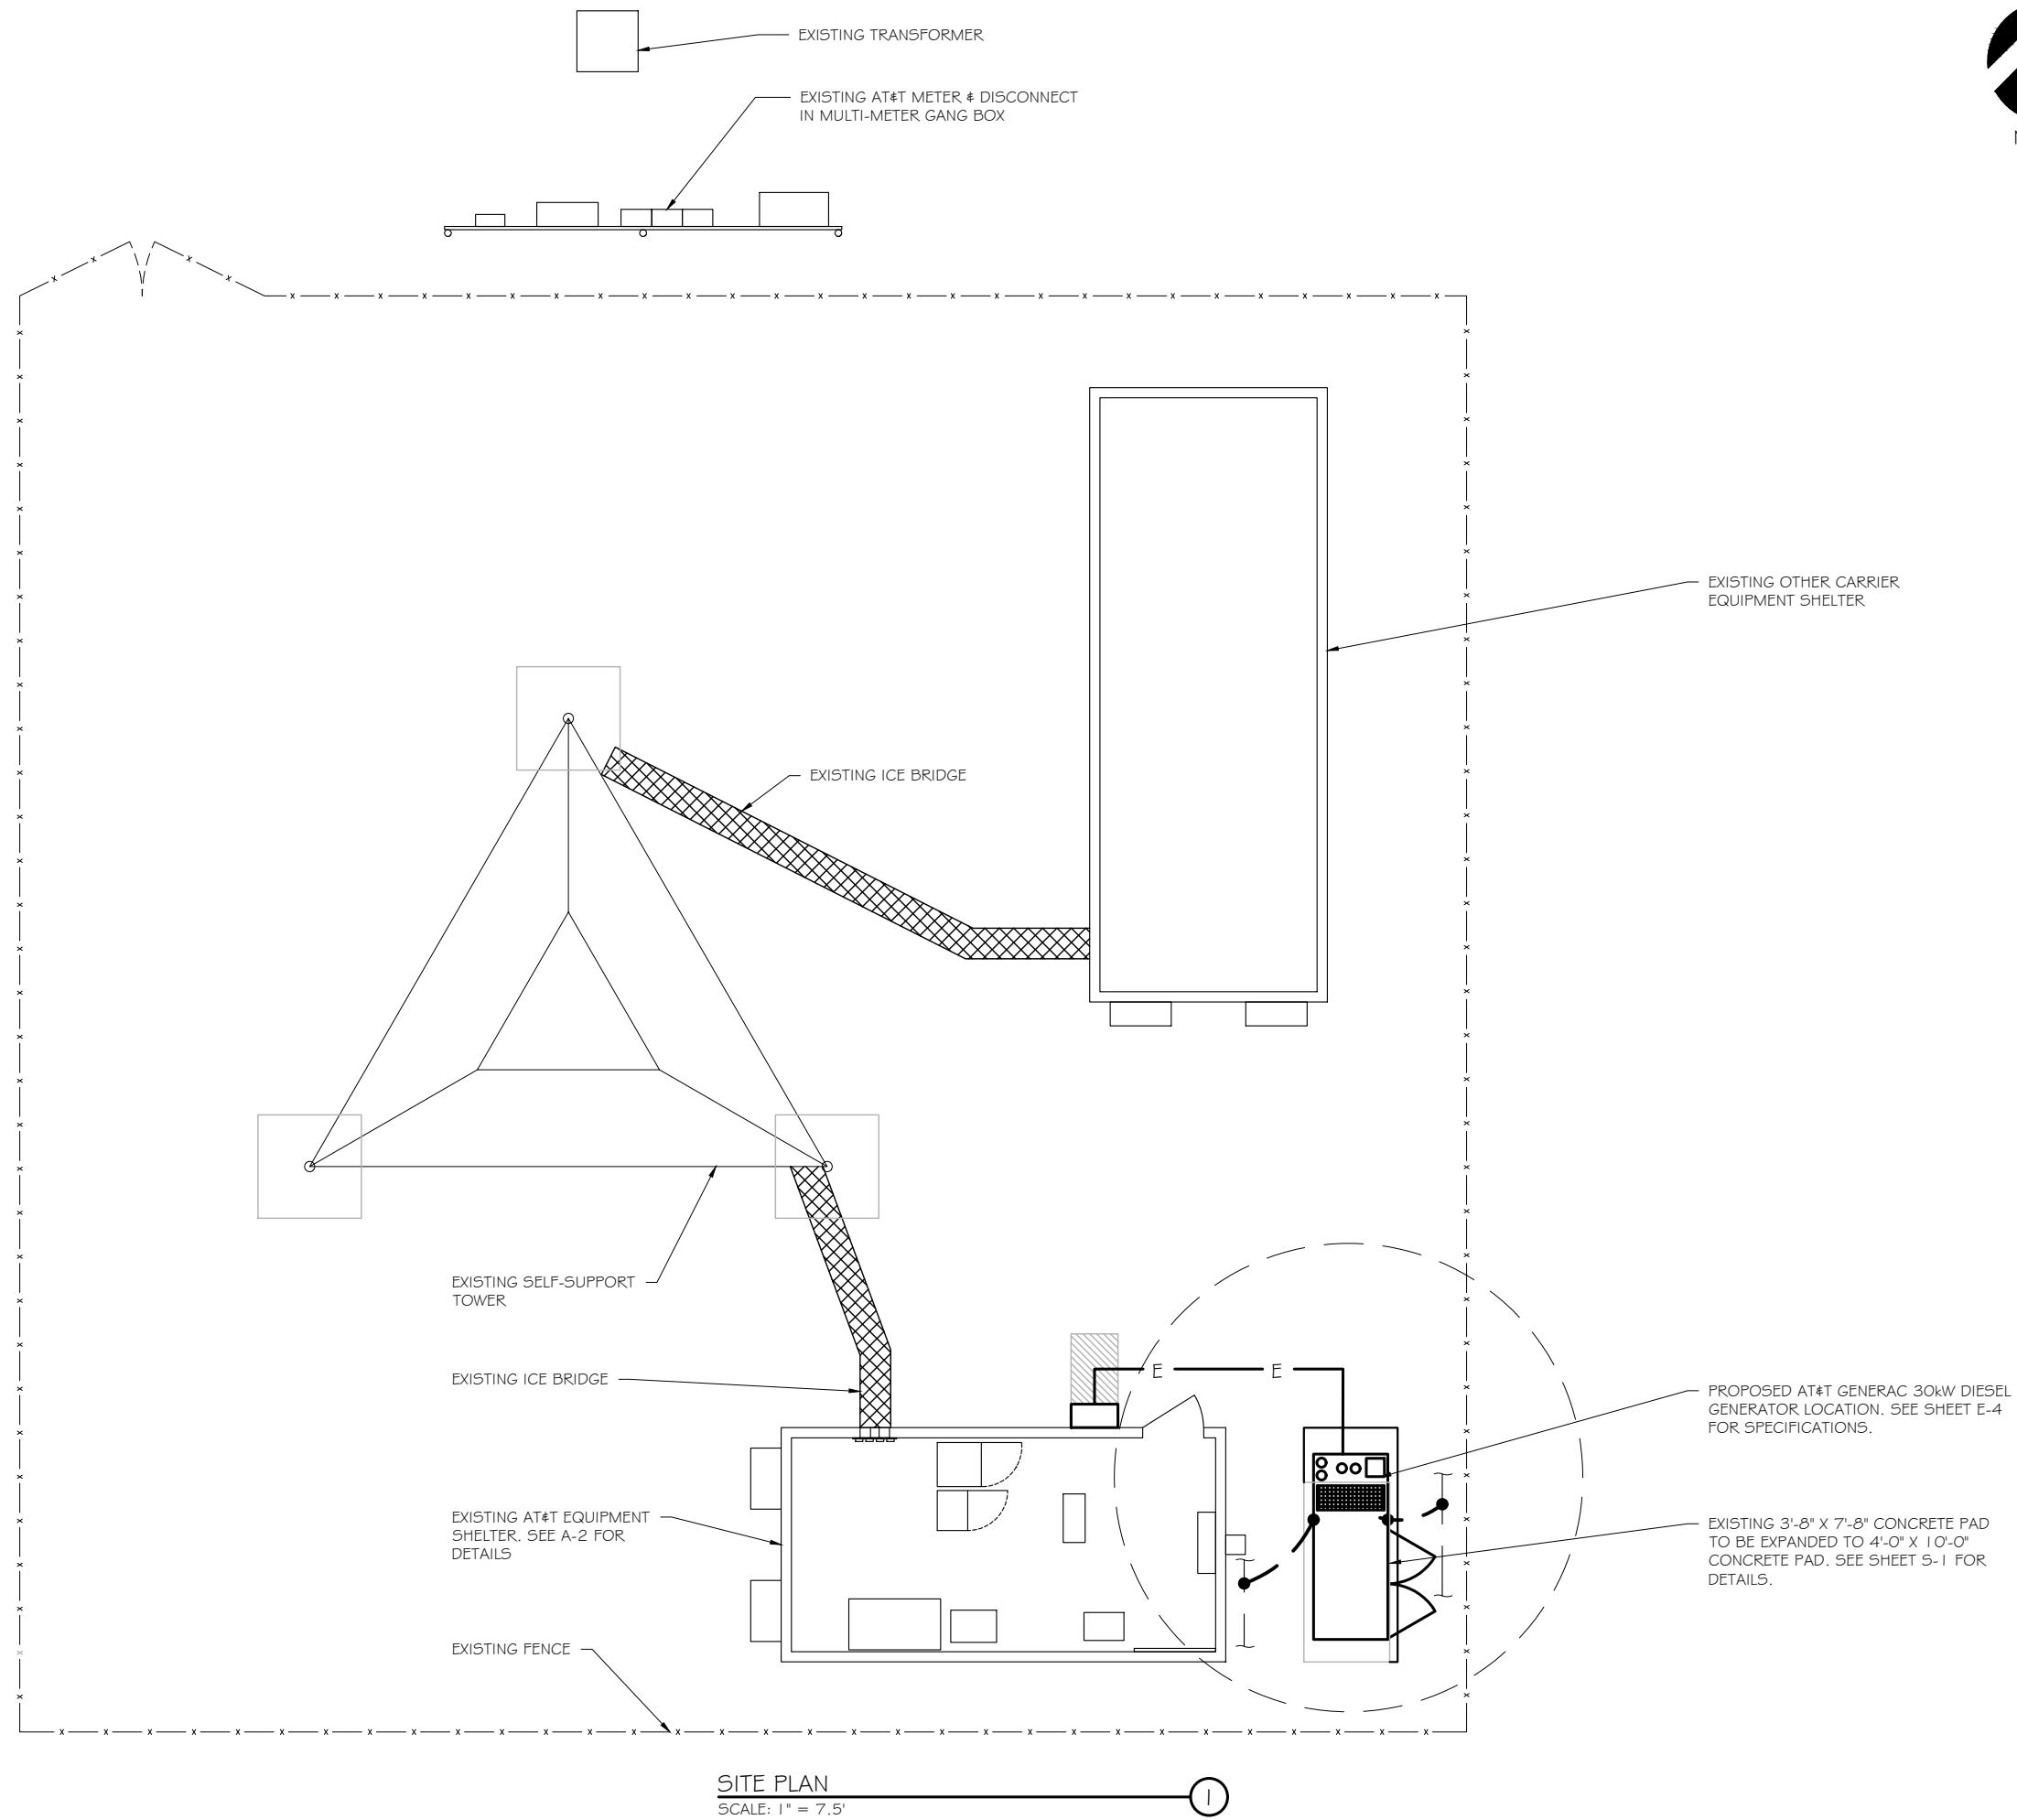 EXISTING TRANSFORMER
EXISTING AT&T METER & DISCONNECT
IN MULTI-METER GANG BOX
EXISTING OTHER CARRIER
EQUIPMENT SHELTER
EXISTING ICE BRIDGE
EXISTING SELF-SUPPORT
TOWER
EXISTING ICE BRIDGE
E E
PROPOSED AT&T GENERAC 30kW DIESEL
GENERATOR LOCATION. SEE SHEET E-4
FOR SPECIFICATIONS.
EXISTING AT&T EQUIPMENT
SHELTER. SEE A-2 FOR
DETAILS
EXISTING 3'-8" X 7'-8" CONCRETE PAD
TO BE EXPANDED TO 4'-0" X 10'-0"
CONCRETE PAD. SEE SHEET S-1 FOR
DETAILS.
EXISTING FENCE
SITE PLAN
1
SCALE: 1" = 7.5'